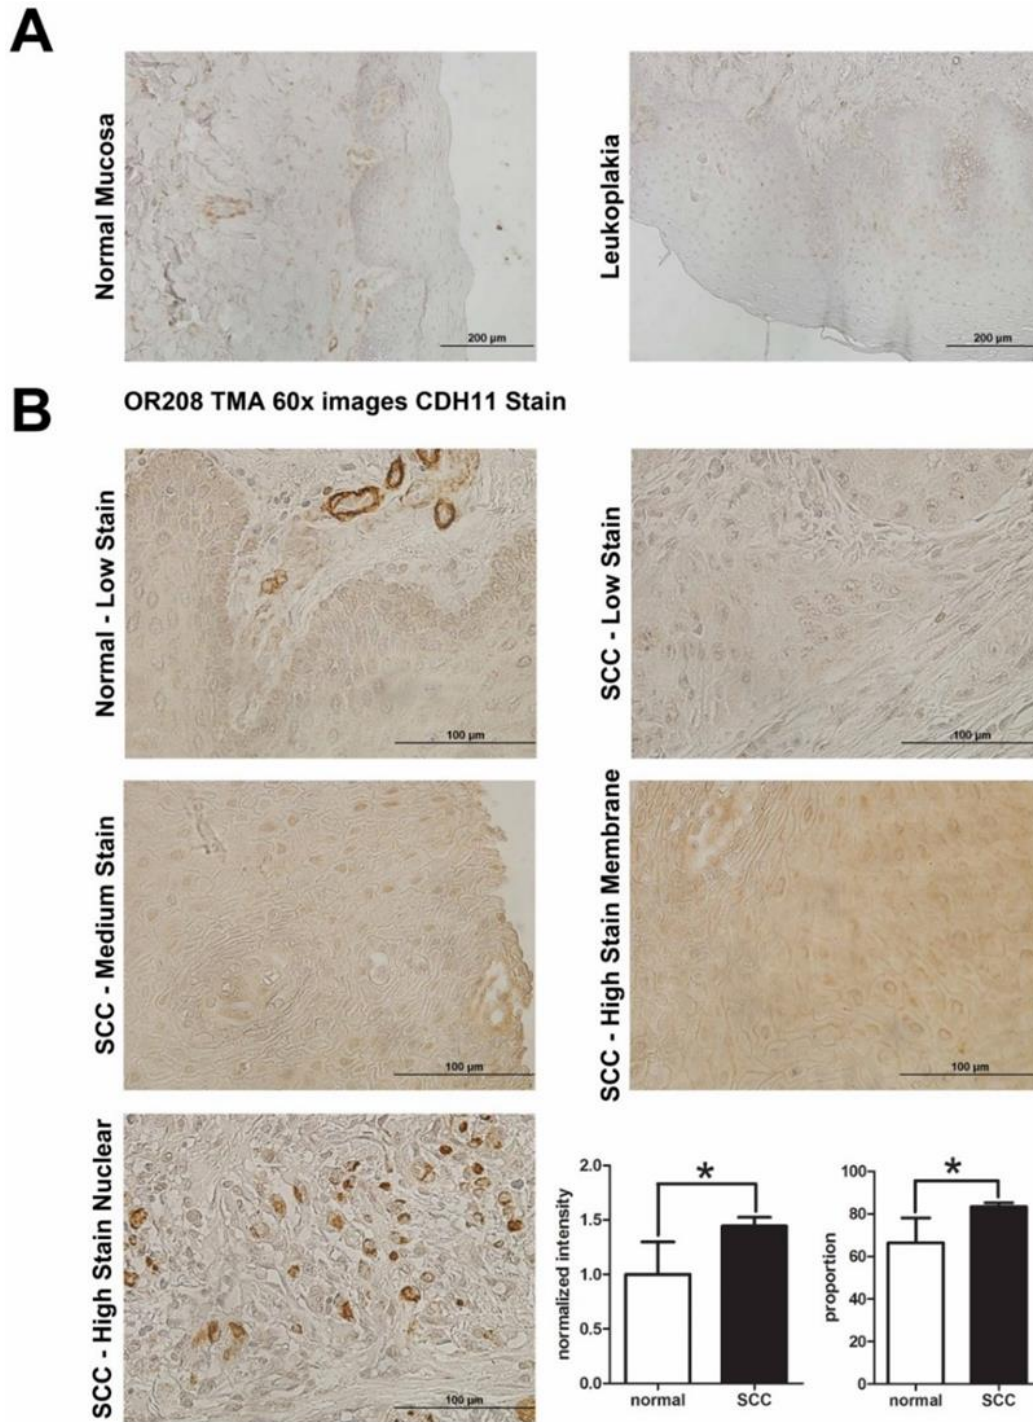 A
Normal Mucosa
200 µm
Leukoplakia
200 µm
B
OR208 TMA 60x images CDH11 Stain
Normal - Low Stain
100 µm
SCC - Low Stain
100 µm
SCC - Medium Stain
100 µm
SCC - High Stain Membrane
100 µm
SCC - High Stain Nuclear
100 µm
normalized intensity
2.0
1.5
1.0
0.5
0.0
*
normal
SCC
proportion
100
80
60
40
20
0
*
normal
SCC